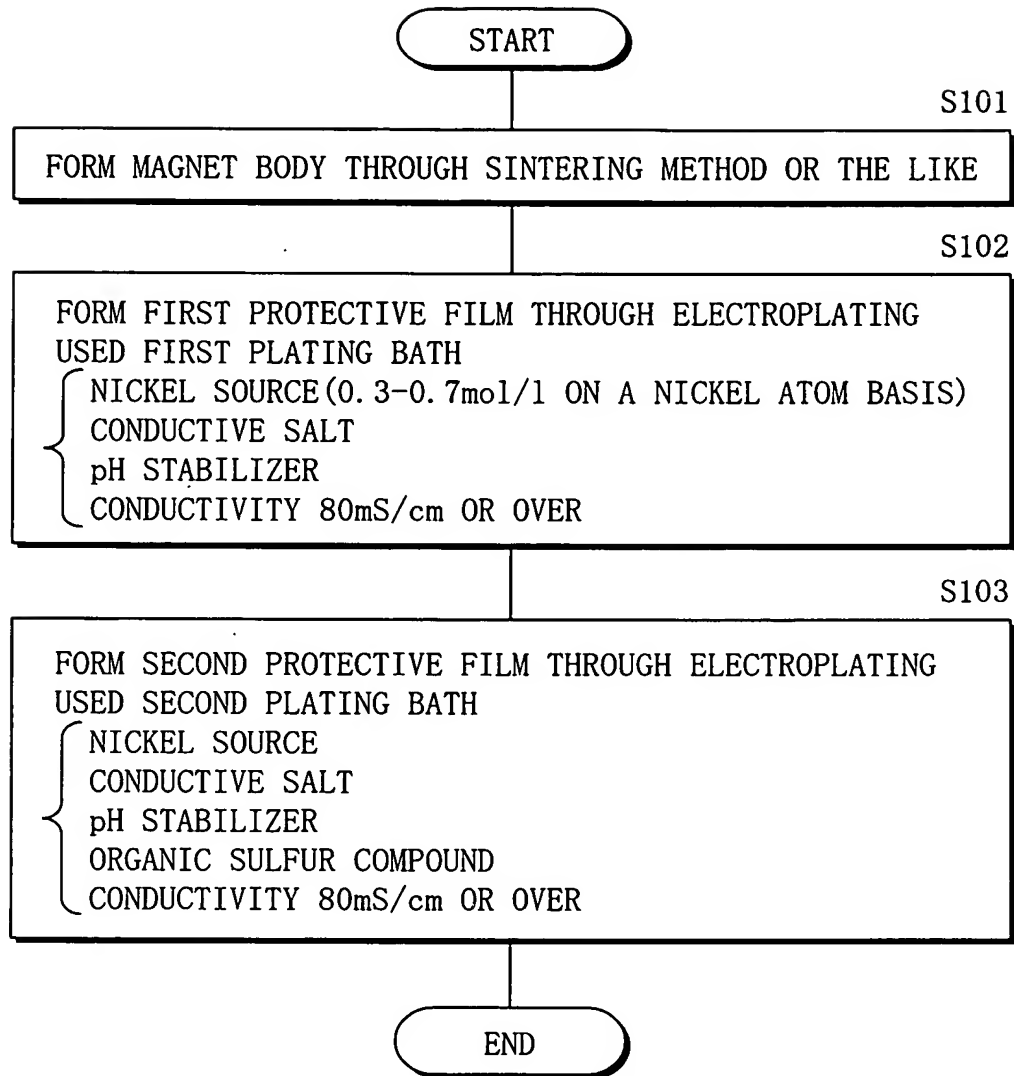 START
S101
FORM MAGNET BODY THROUGH SINTERING METHOD OR THE LIKE
S102
FORM FIRST PROTECTIVE FILM THROUGH ELECTROPLATING
USED FIRST PLATING BATH
NICKEL SOURCE(0.3-0.7mol/l ON A NICKEL ATOM BASIS)
CONDUCTIVE SALT
pH STABILIZER
CONDUCTIVITY 80mS/cm OR OVER
S103
FORM SECOND PROTECTIVE FILM THROUGH ELECTROPLATING
USED SECOND PLATING BATH
NICKEL SOURCE
CONDUCTIVE SALT
pH STABILIZER
ORGANIC SULFUR COMPOUND
CONDUCTIVITY 80mS/cm OR OVER
END